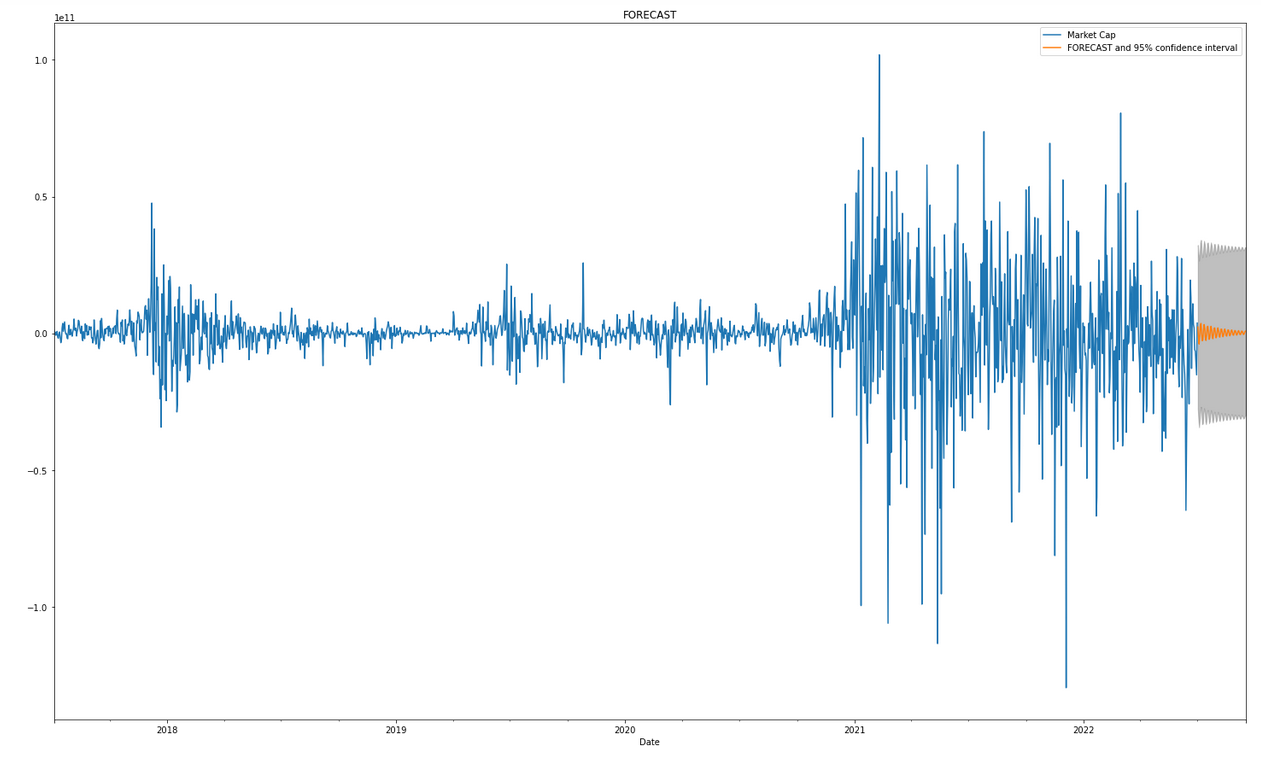 FORECAST
1e11
Market Cap
FORECAST and 95% confidence interval
1.0
0.5
0.0
−0.5
−1.0
2018 2019 2020 2021 2022
Date